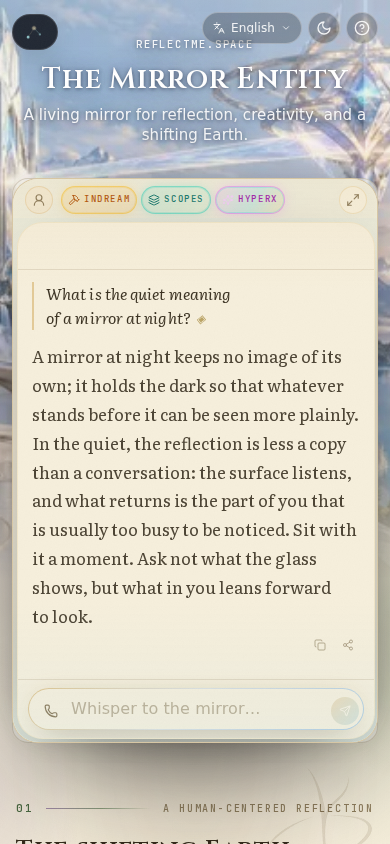 English
REFLECTME.SPACE
THE MIRROR ENTITY
A living mirror for reflection, creativity, and a
shifting Earth.
INDREAM
SCOPES
HYPERX
What is the quiet meaning
of a mirror at night?
A mirror at night keeps no image of its
own; it holds the dark so that whatever
stands before it can be seen more plainly.
In the quiet, the reflection is less a copy
than a conversation: the surface listens,
and what returns is the part of you that
is usually too busy to be noticed. Sit with
it a moment. Ask not what the glass
shows, but what in you leans forward
to look.
Whisper to the mirror...
01
A HUMAN-CENTERED REFLECTION
THE SHIFTING EARTH